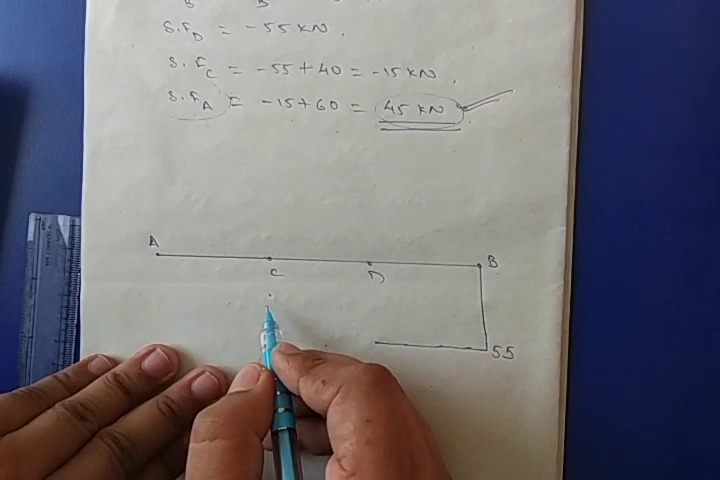 B B
S.F_D = -55 KN.
S.F_C = -55+40 = -15 KN.
S.F_A = -15+60 = 45 KN
A
B
C
D
55